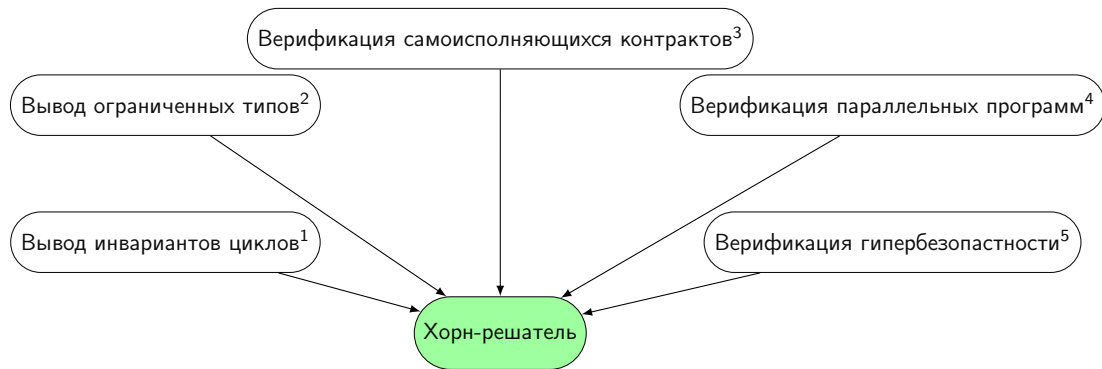 Верификация самоисполняющихся контрактов³
Вывод ограниченных типов²
Верификация параллельных программ⁴
Вывод инвариантов циклов¹
Верификация гипербезопастности⁵
Хорн-решатель